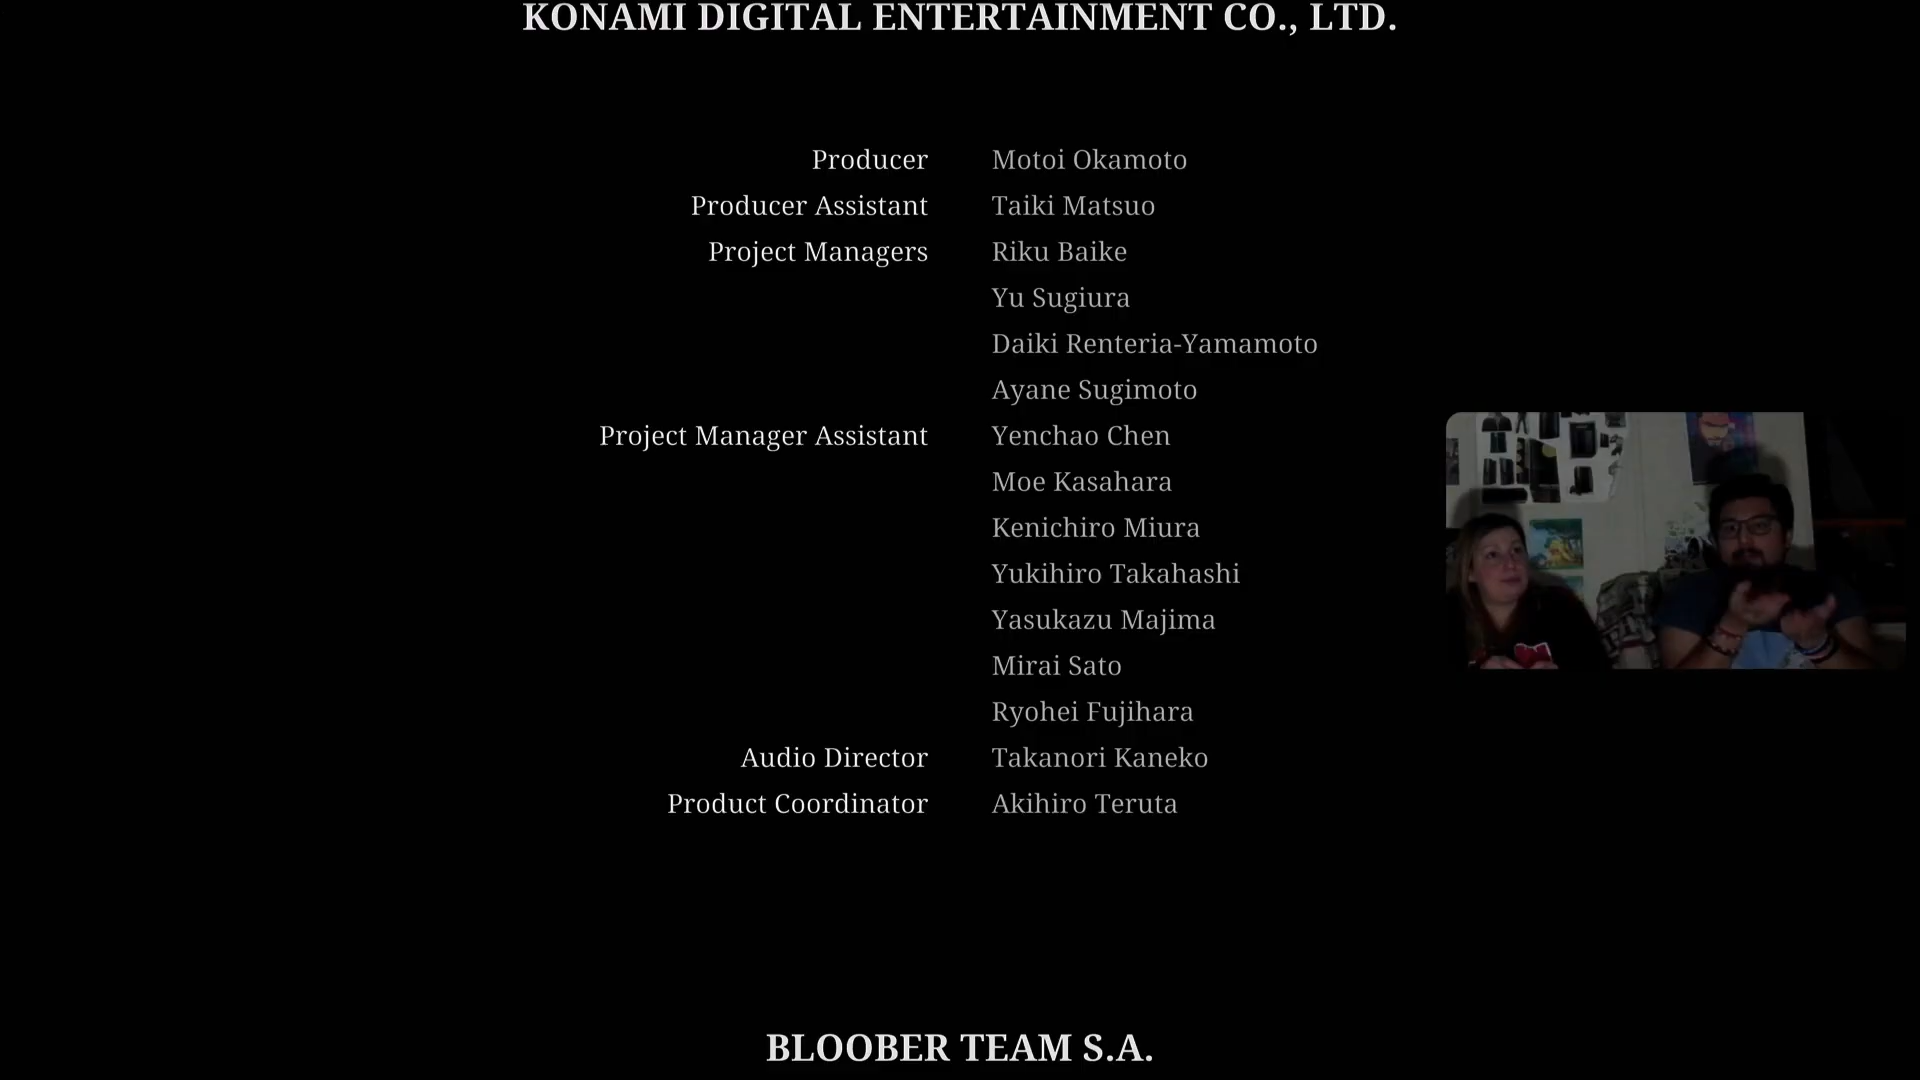 KONAMI DIGITAL ENTERTAINMENT CO., LTD.
Producer Motoi Okamoto
Producer Assistant Taiki Matsuo
Project Managers Riku Baike
Yu Sugiura
Daiki Renteria-Yamamoto
Ayane Sugimoto
Project Manager Assistant Yenchao Chen
Moe Kasahara
Kenichiro Miura
Yukihiro Takahashi
Yasukazu Majima
Mirai Sato
Ryohei Fujihara
Audio Director Takanori Kaneko
Product Coordinator Akihiro Teruta
BLOOBER TEAM S.A.